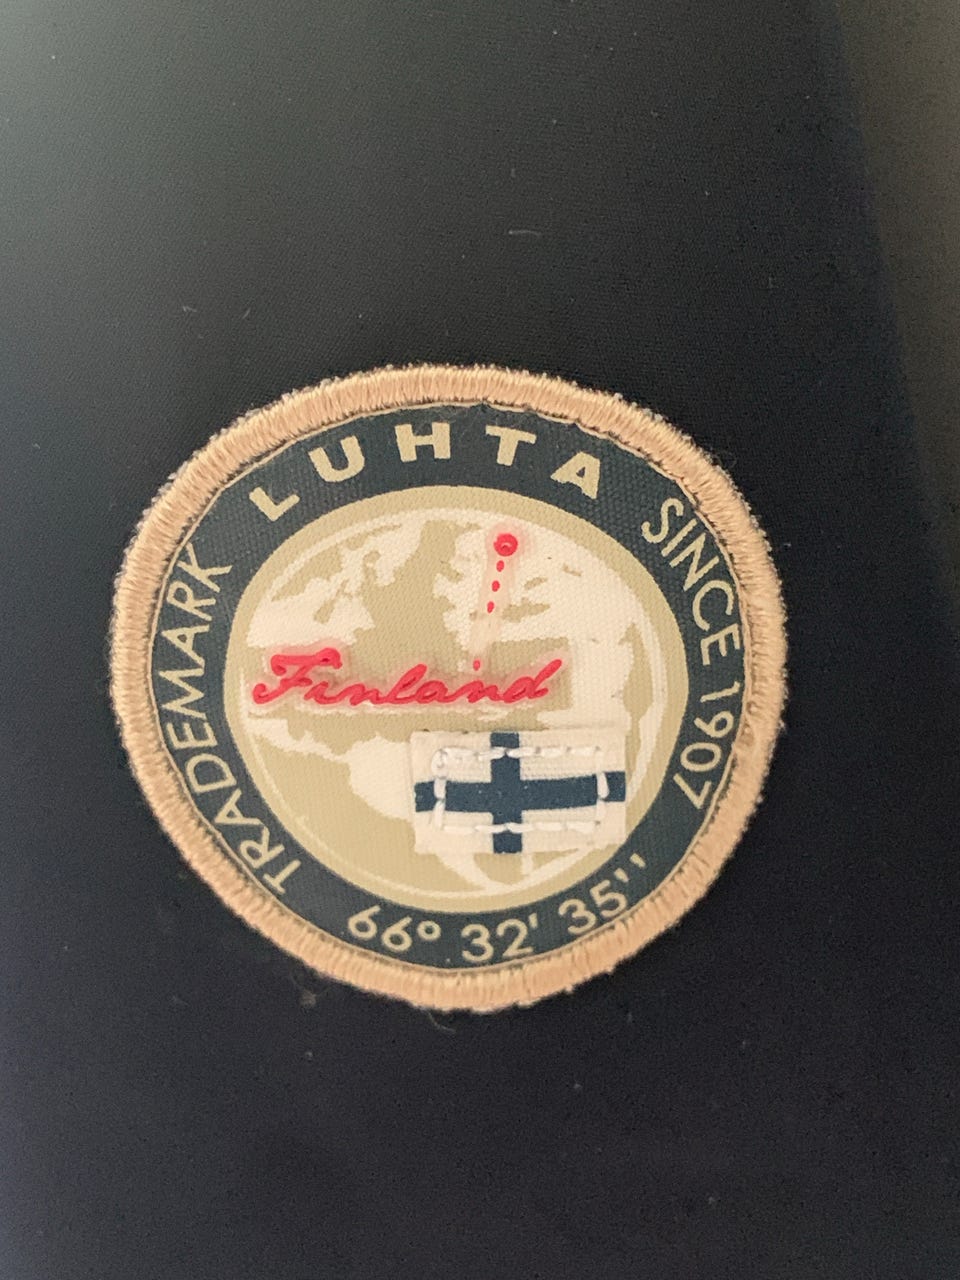 LUHTA
SINCE 1907
TRADEMARK
66° 32' 35''
Finland